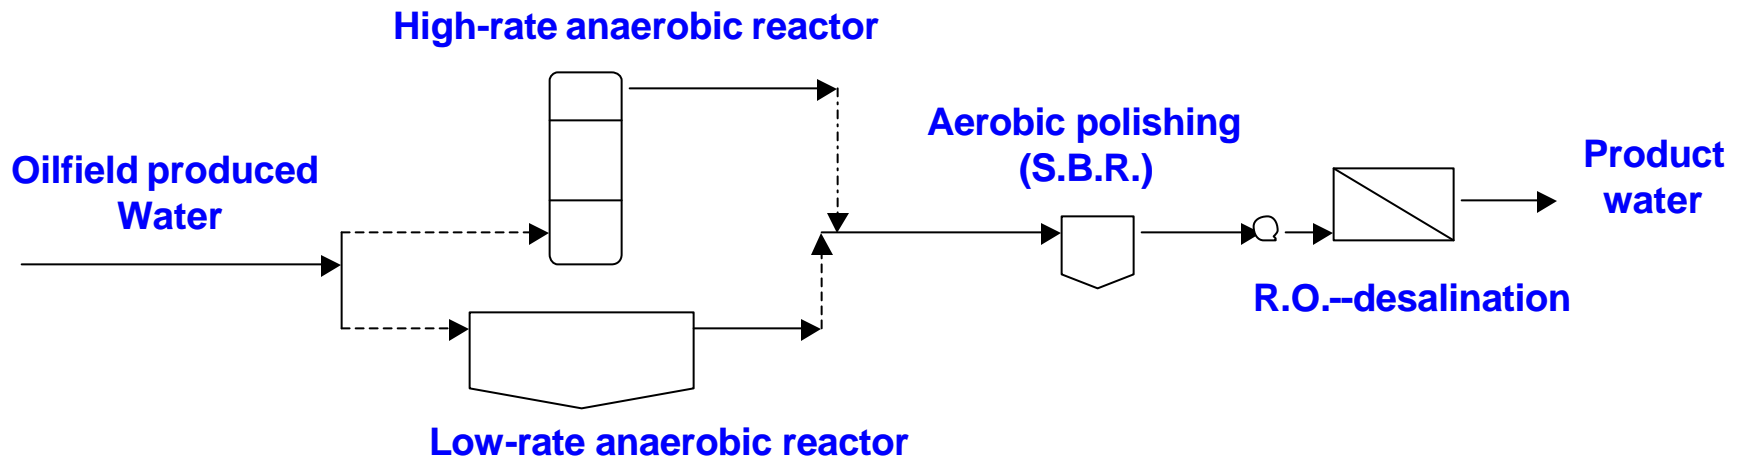 High-rate anaerobic reactor
Oilfield produced
Water
Aerobic polishing
(S.B.R.)
Product
water
R.O.--desalination
Low-rate anaerobic reactor